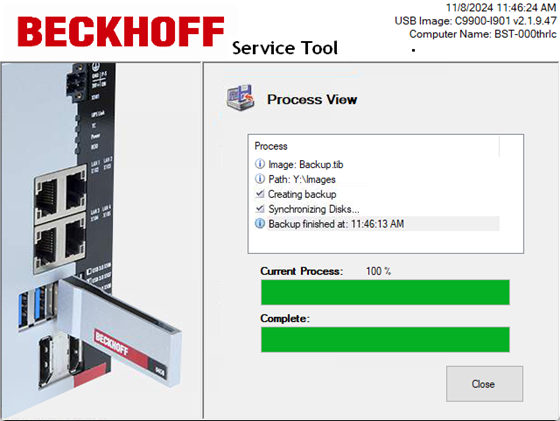 11/8/2024 11:46:24 AM
USB Image: C9900-I901 v2.1.9.47
Computer Name: BST-000thrlc
BECKHOFF Service Tool
Process View
Process
Image: Backup.tib
Path: Y:\Images
Creating backup
Synchronizing Disks...
Backup finished at: 11:46:13 AM
Current Process: 100 %
Complete:
Close
BECKHOFF